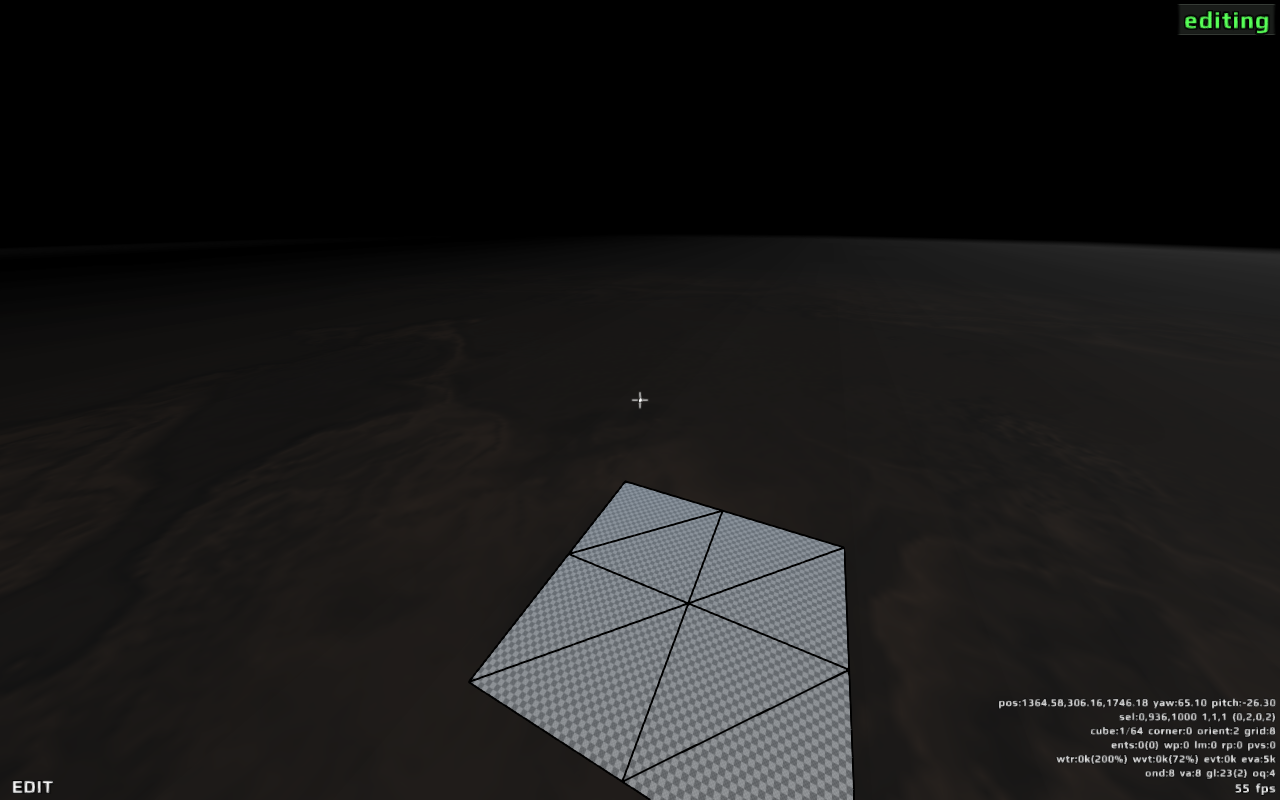 editing
pos:1364.58,306.16,1746.18 yaw:65.10 pitch:-26.30
sel:0,936,1000 1,1,1 (0,2,0,2)
cube:1/64 corner:0 orient:2 grid:8
ents:0(0) wp:0 lm:0 rp:0 pvs:0
wtr:0k(200%) wvt:0k(72%) evt:0k eva:5k
ond:8 va:8 gl:23(2) oq:4
EDIT
55 fps